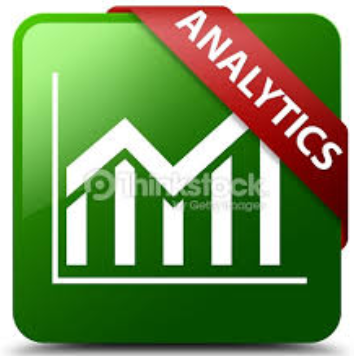 ANALYTICS
Thinkstock
by Getty Images